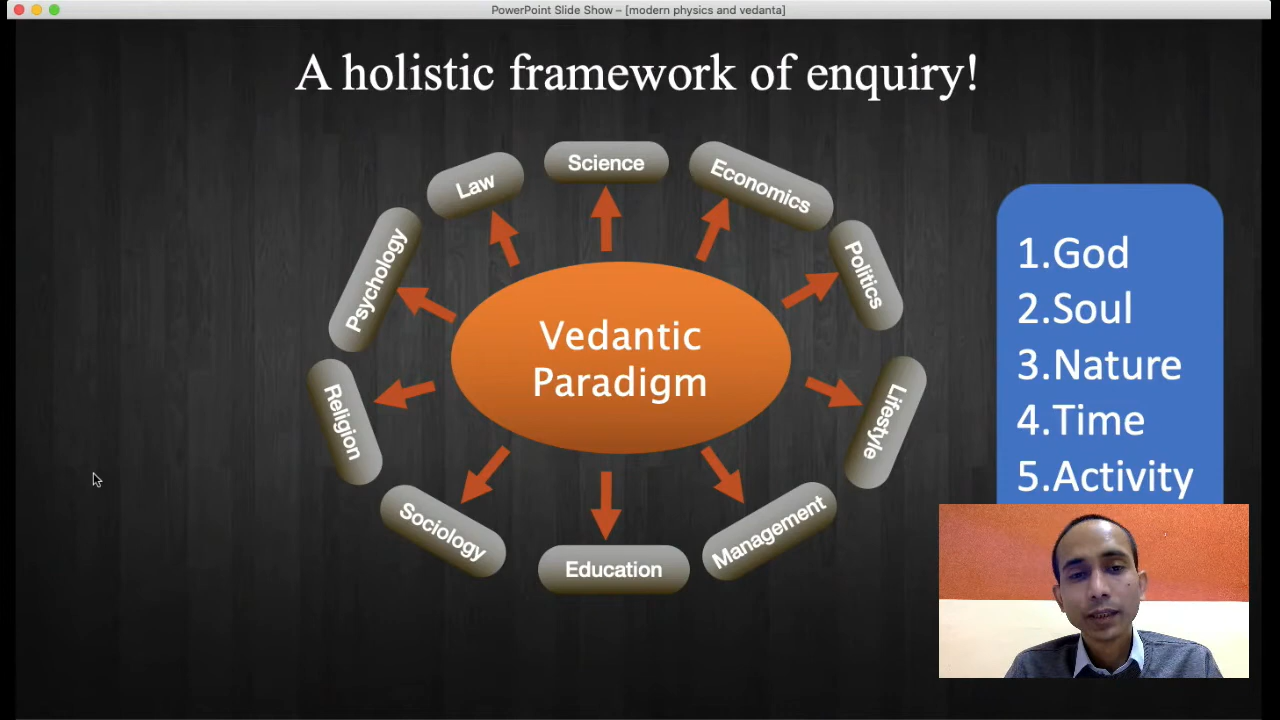 PowerPoint Slide Show – [modern physics and vedanta]
A holistic framework of enquiry!
Science
Economics
Politics
Lifestyle
Management
Education
Sociology
Religion
Psychology
Law
Vedantic
Paradigm
1.God
2.Soul
3.Nature
4.Time
5.Activity